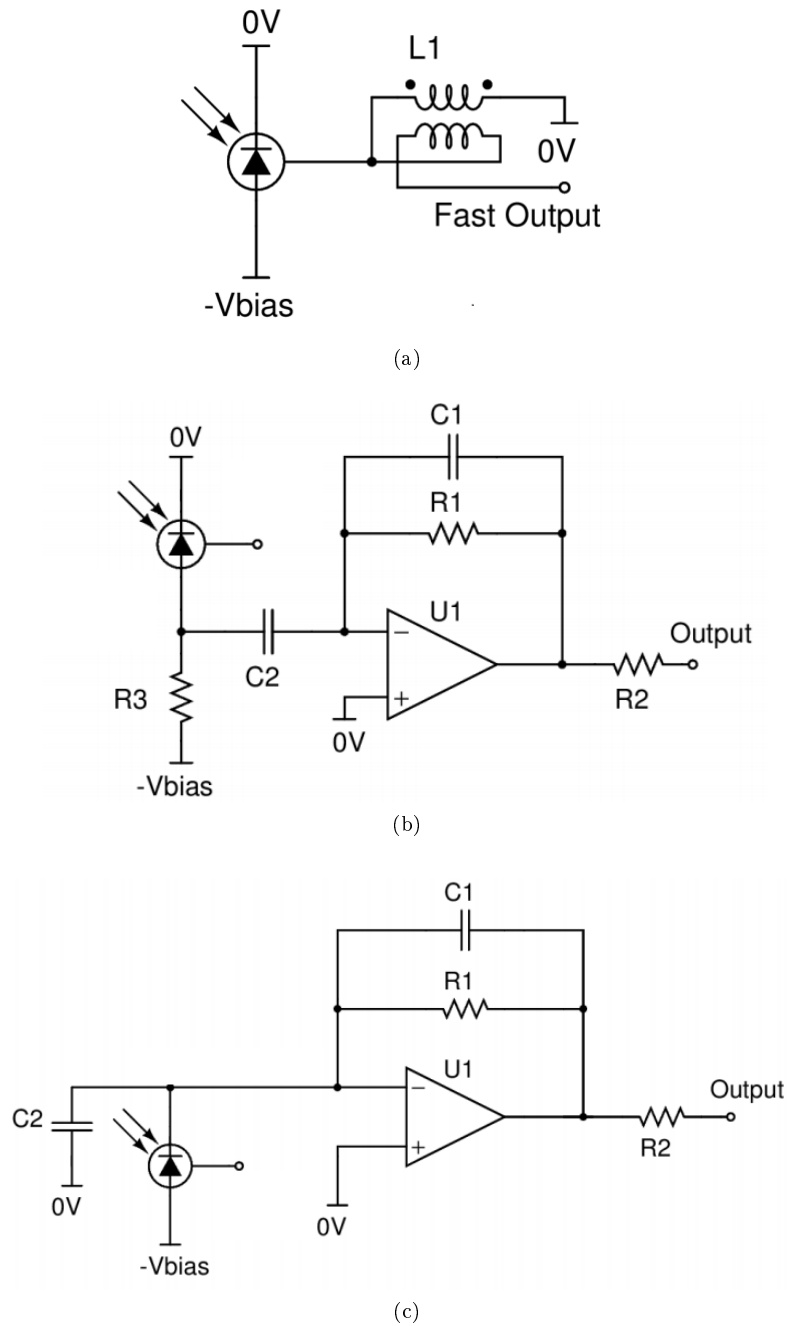 0V
L1
0V
Fast Output
-Vbias
(a)
C1
0V
R1
U1
Output
C2
−
R3
+
R2
0V
-Vbias
(b)
C1
R1
U1
Output
C2
−
+
R2
0V
0V
-Vbias
(c)